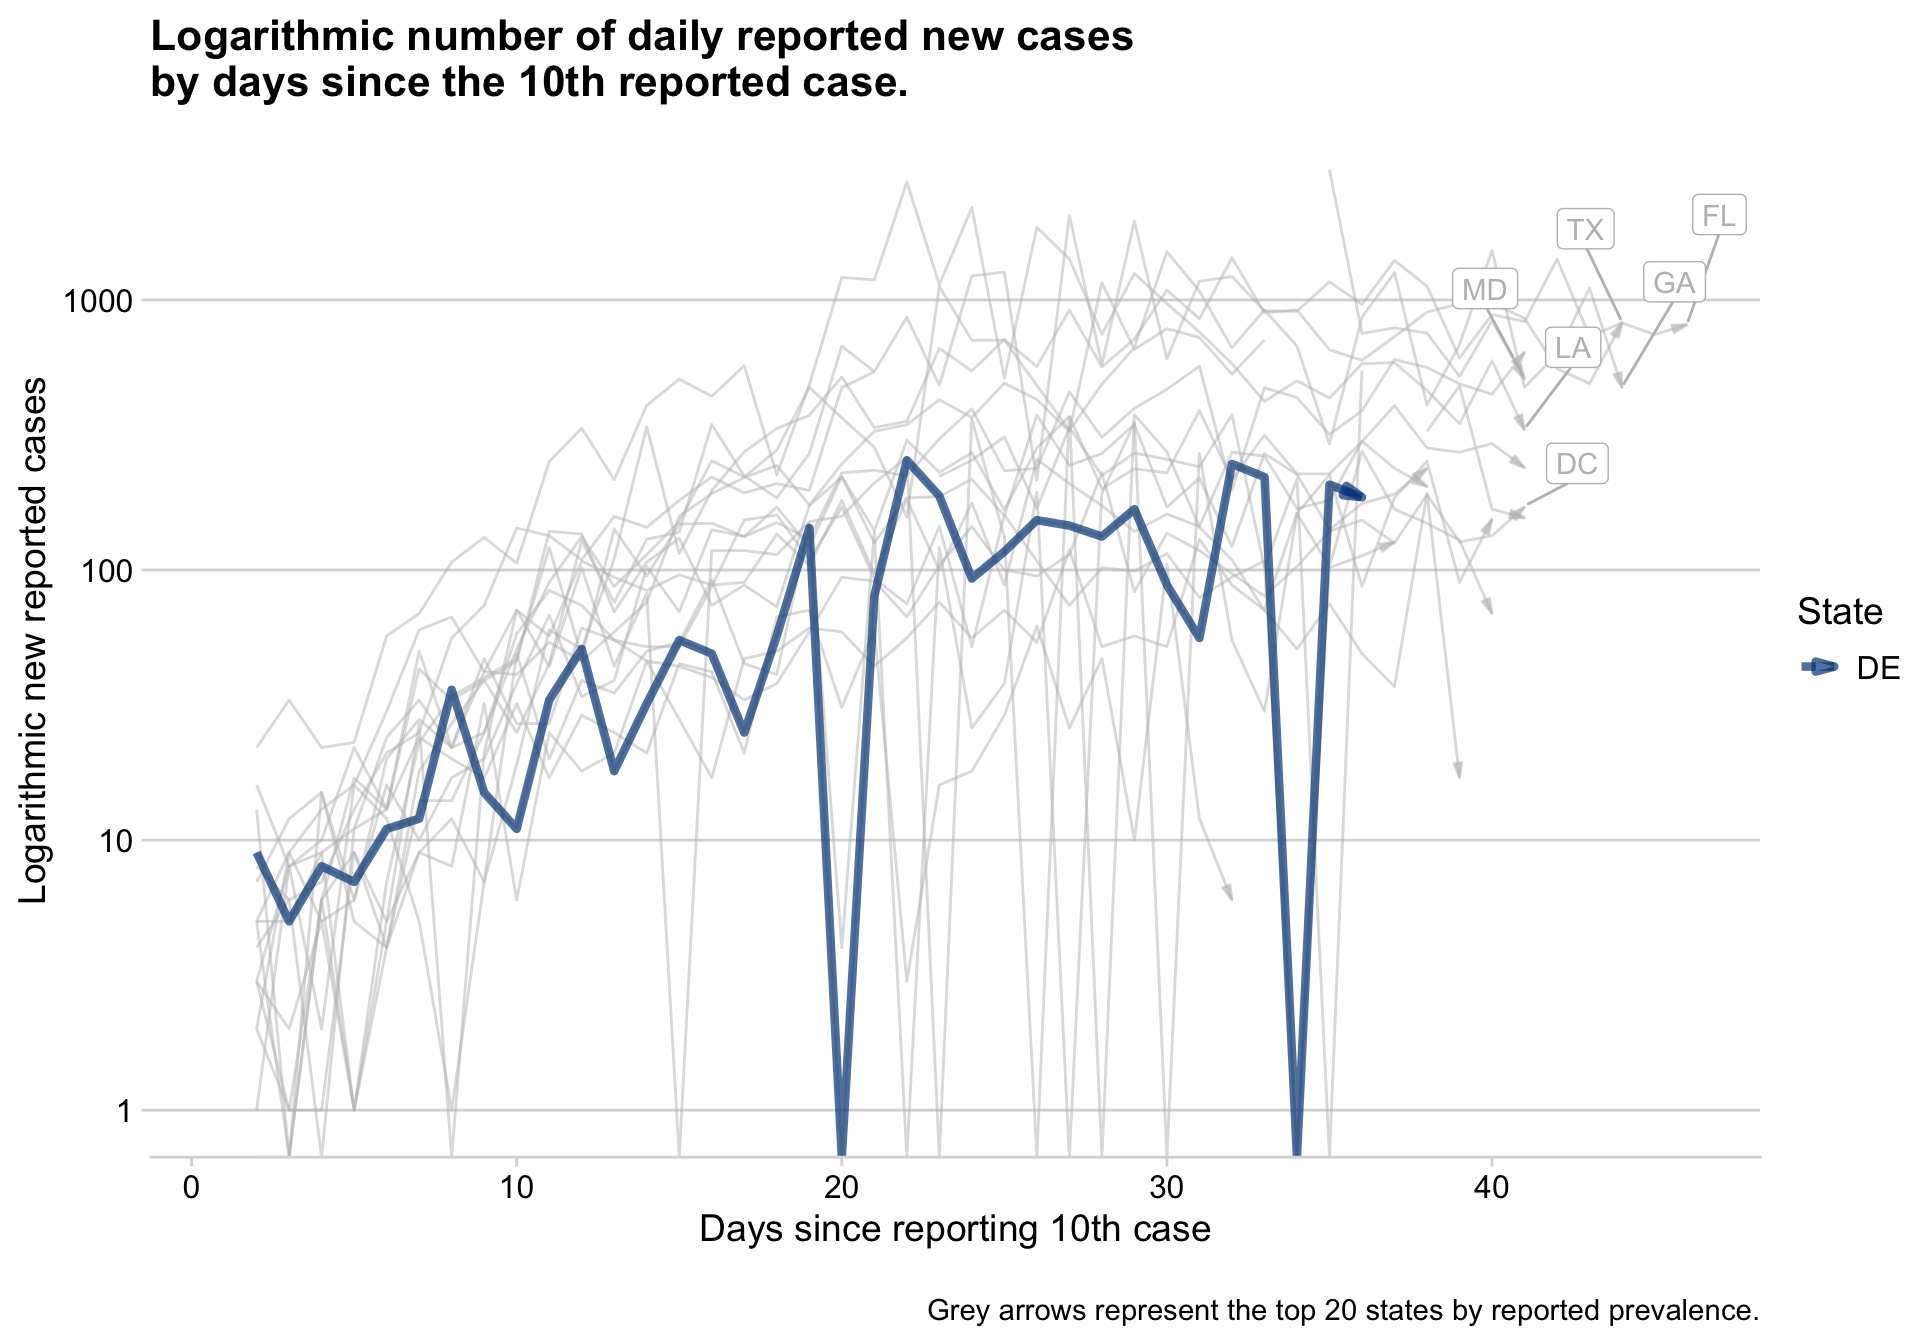 Logarithmic number of daily reported new cases
by days since the 10th reported case.
Logarithmic new reported cases
1000
100
10
1
TX
FL
MD
GA
LA
DC
State
DE
0
10
20
30
40
Days since reporting 10th case
Grey arrows represent the top 20 states by reported prevalence.